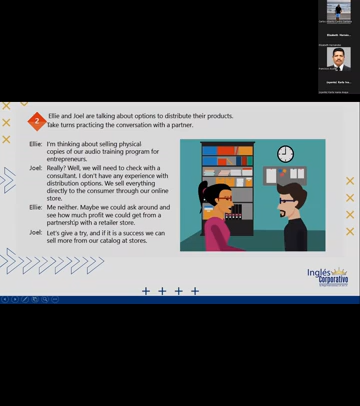 2
Ellie and Joel are talking about options to distribute their products.
Take turns practicing the conversation with a partner.
Ellie: I'm thinking about selling physical
copies of our audio training program for
entrepreneurs.
Joel: Really? Well, we will need to check with a
consultant. I don't have any experience with
distribution options. We sell everything
directly to the consumer through our online
store.
Ellie: Me neither. Maybe we could ask around and
see how much profit we could get from a
partnership with a retailer store.
Joel: Let's give a try, and if it is a success we can
sell more from our catalog at stores.
Inglés
Corporativo